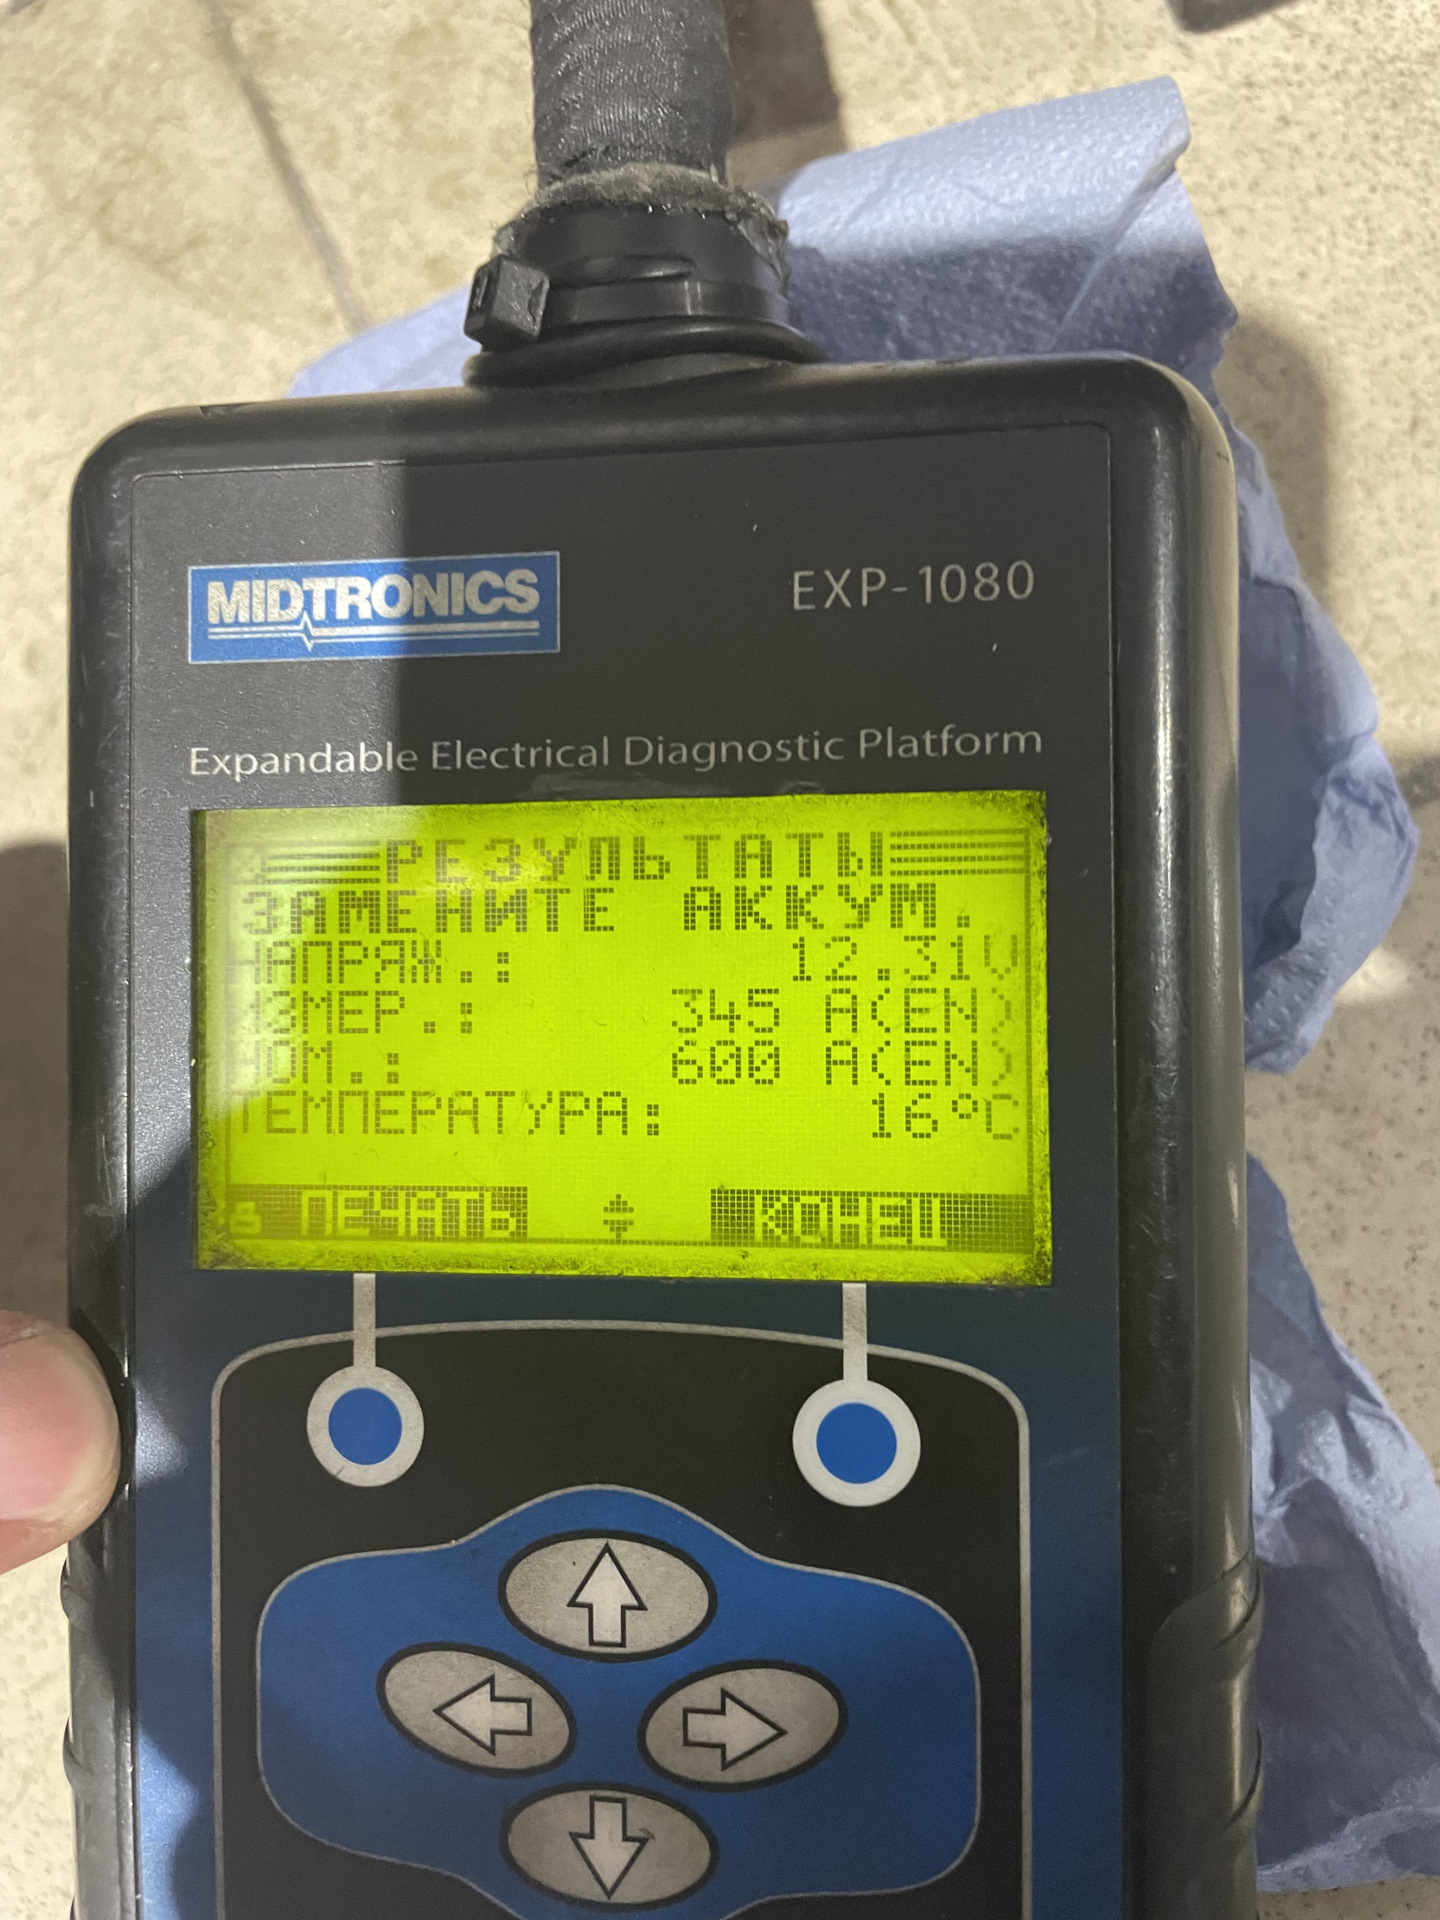 MIDTRONICS
EXP-1080
Expandable Electrical Diagnostic Platform
РЕЗУЛЬТАТЫ
ЗАМЕНИТЕ АККУМ.
НАПРЯЖ.: 12.31V
ИЗМЕР.: 345 A(EN)
НОМ.: 600 A(EN)
ТЕМПЕРАТУРА: 16°C
ПЕЧАТЬ КОНЕЦ